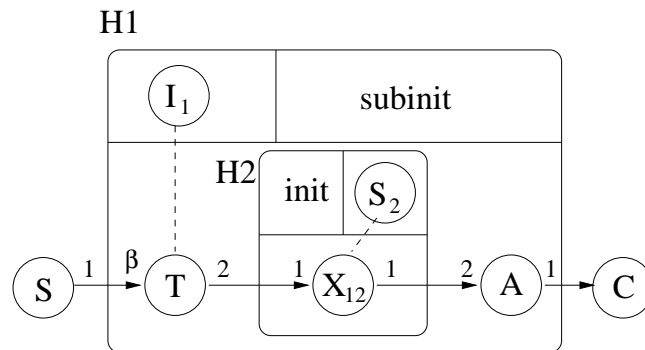 H1
I₁ subinit
H2 init S₂
S 1 β T 2 1 X₁₂ 1 2 A 1 C